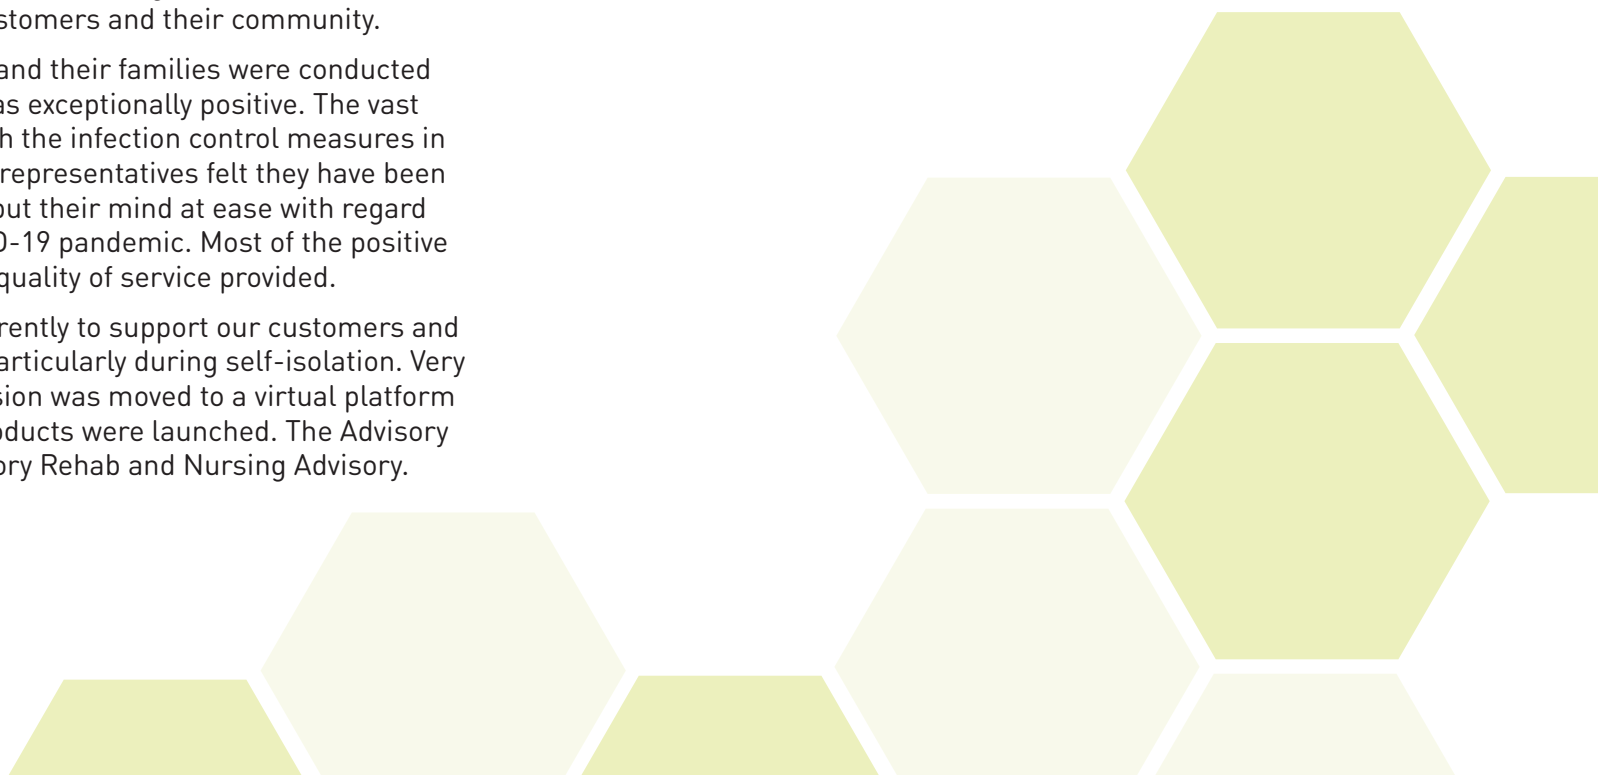 stomers and their community.
and their families were conducted
as exceptionally positive. The vast
h the infection control measures in
representatives felt they have been
put their mind at ease with regard
D-19 pandemic. Most of the positive
quality of service provided.
rently to support our customers and
articularly during self-isolation. Very
sion was moved to a virtual platform
oducts were launched. The Advisory
ory Rehab and Nursing Advisory.